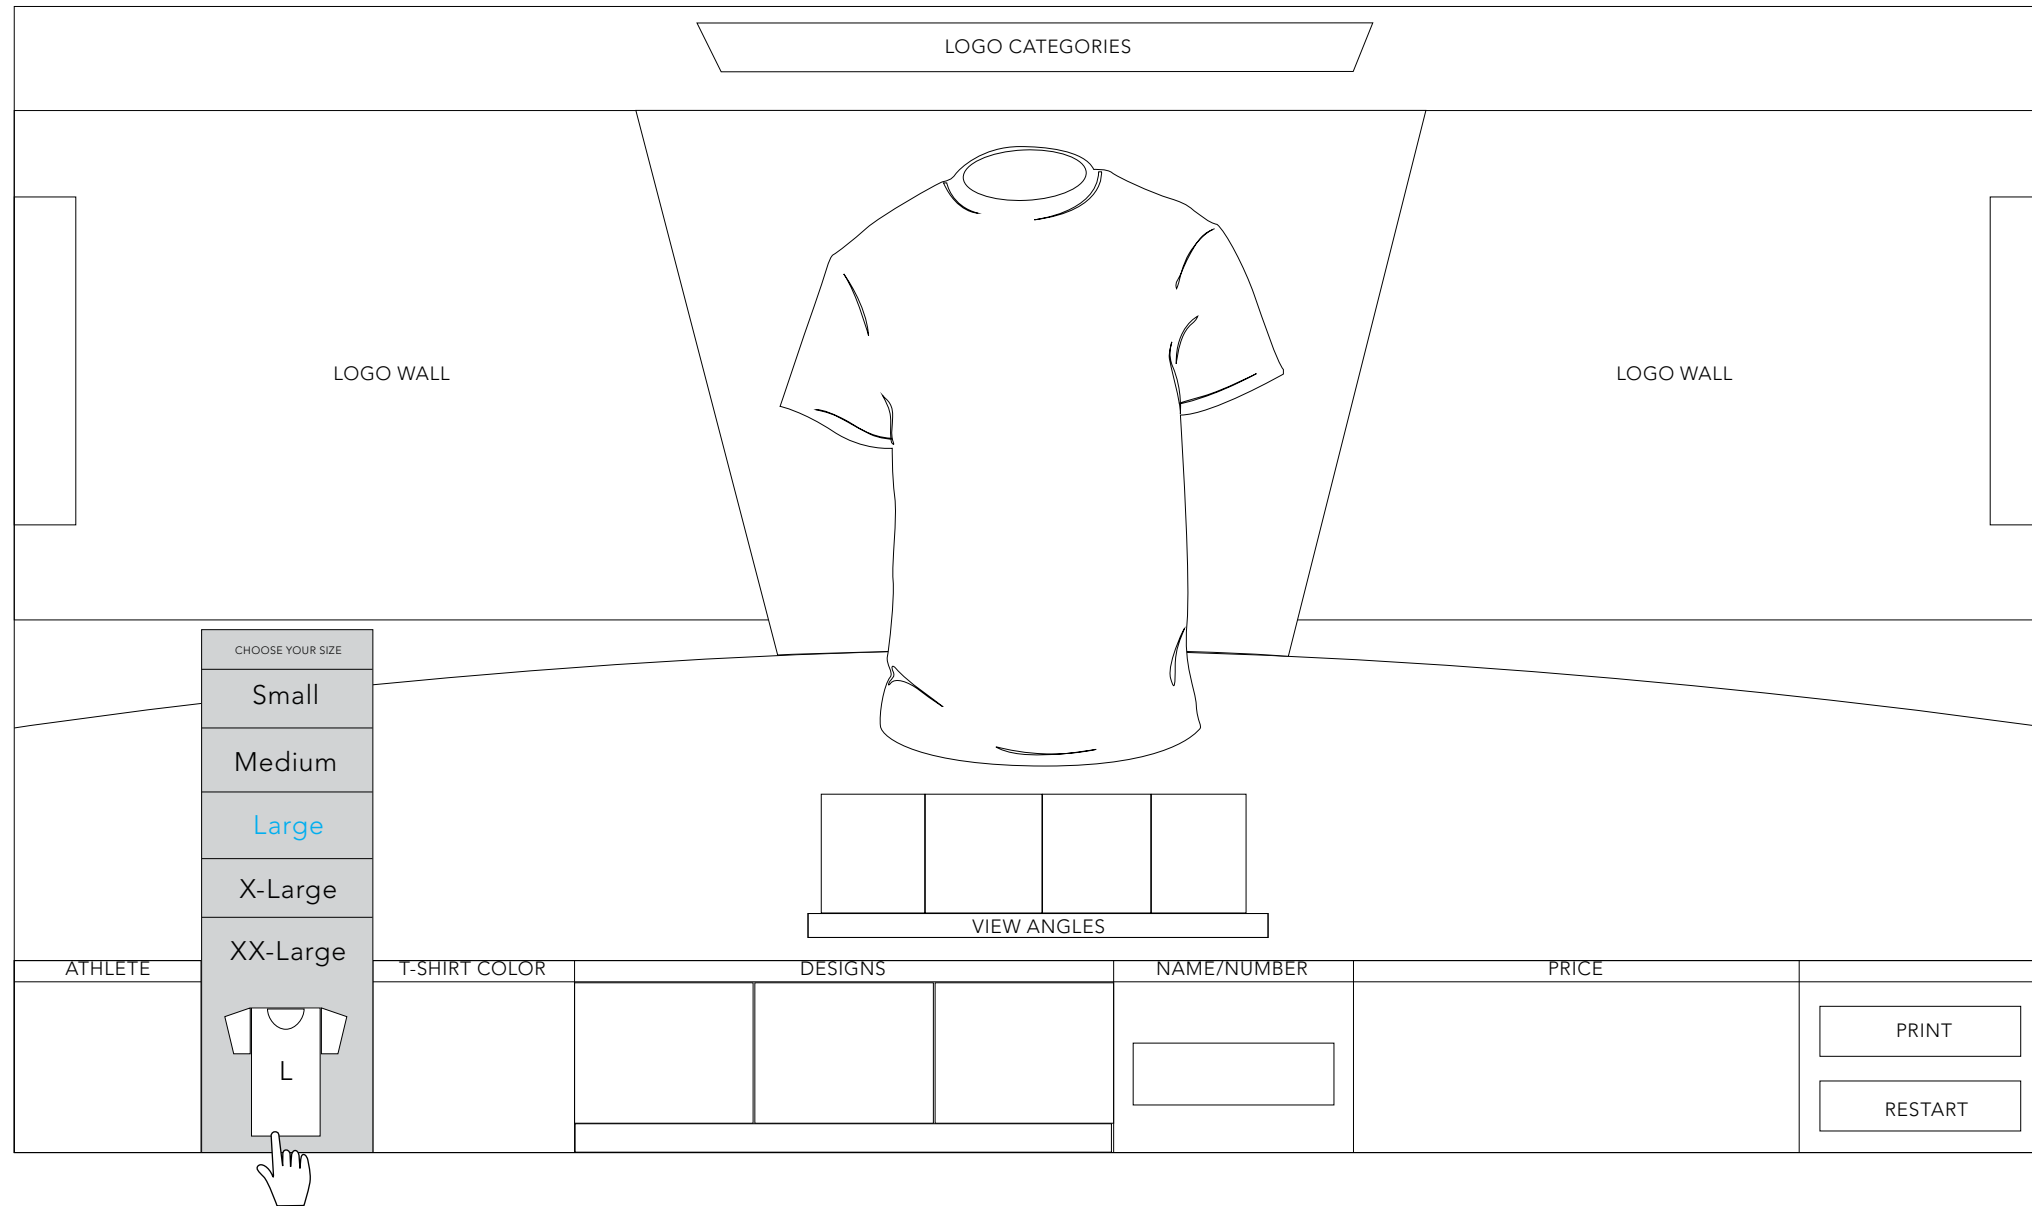 LOGO CATEGORIES
LOGO WALL
LOGO WALL
CHOOSE YOUR SIZE
Small
Medium
Large
X-Large
XX-Large
VIEW ANGLES
ATHLETE
T-SHIRT COLOR
DESIGNS
NAME/NUMBER
PRICE
L
PRINT
RESTART